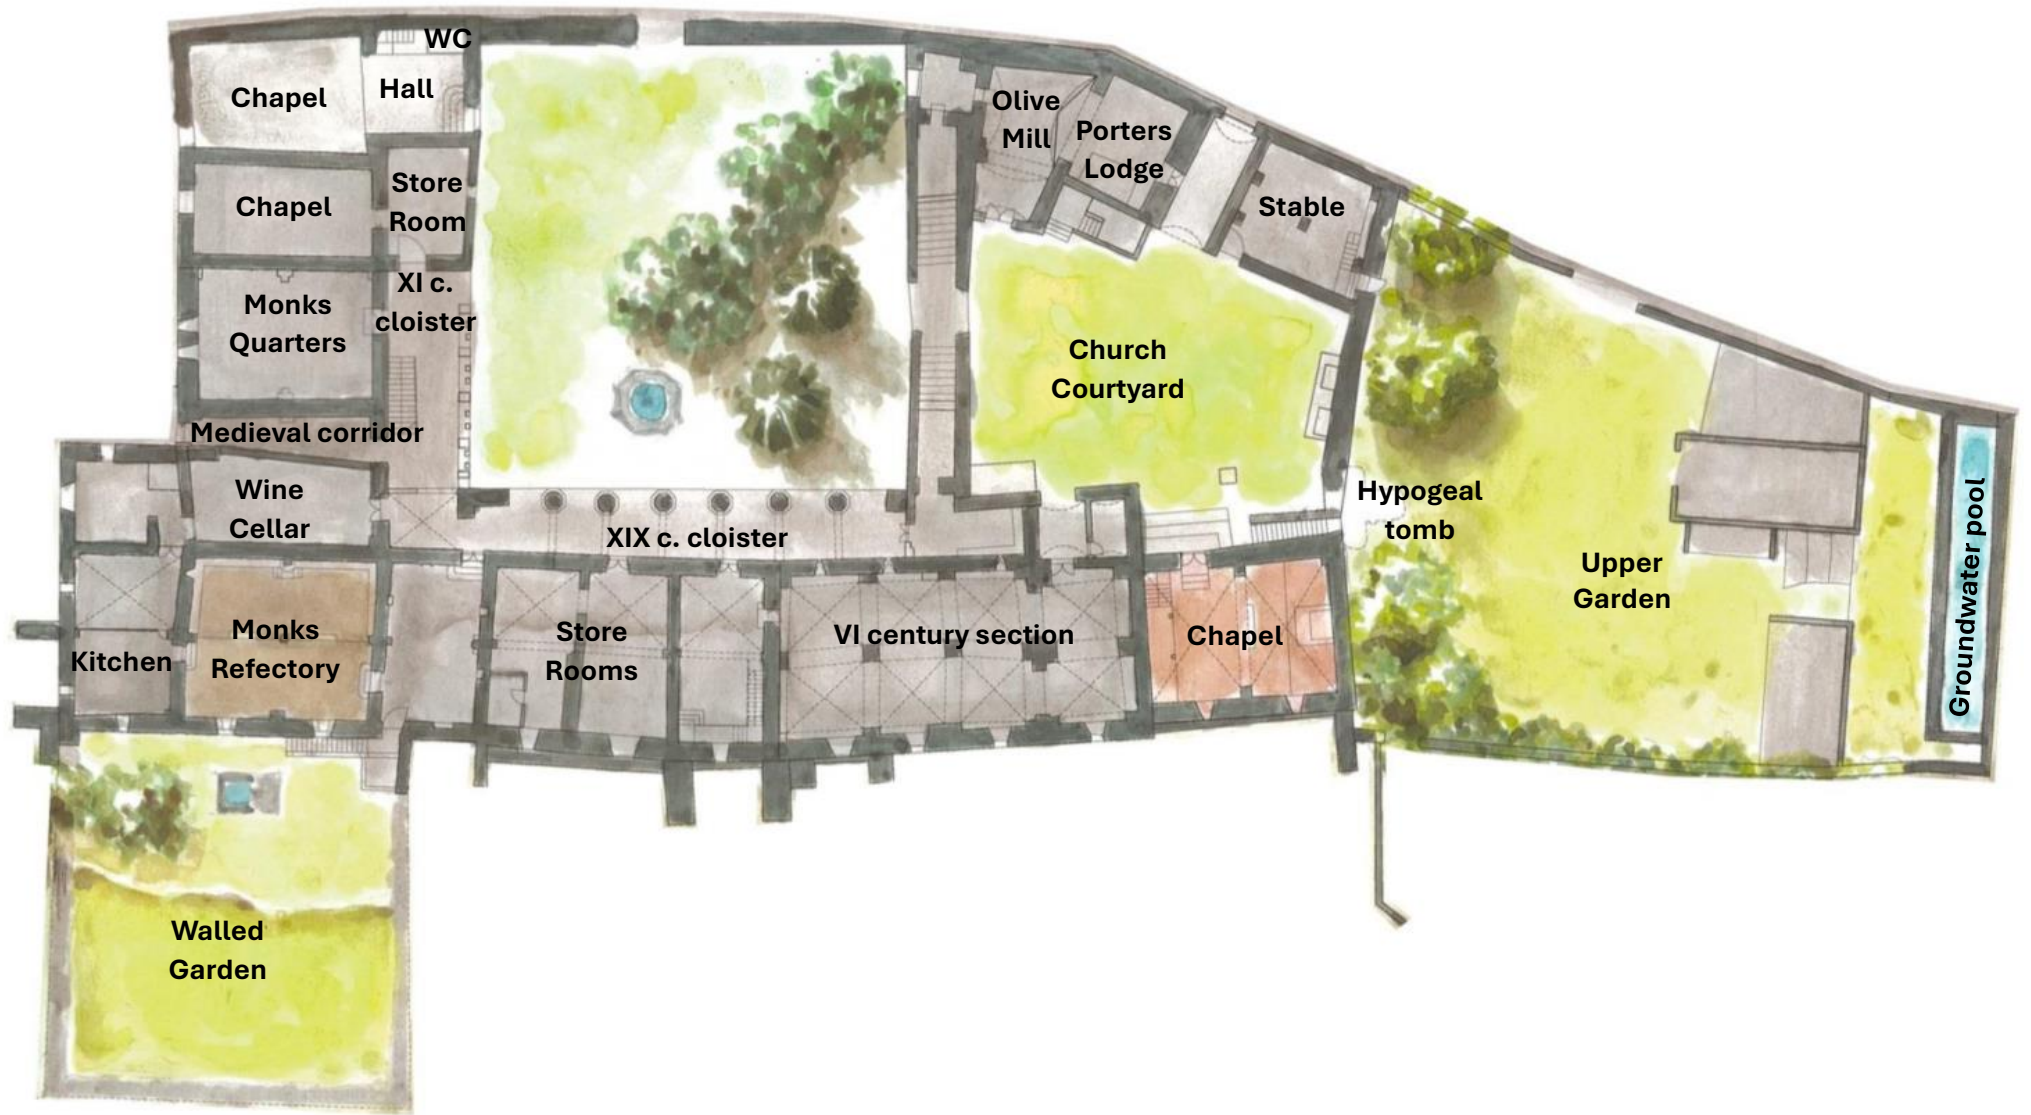 WC
Chapel
Hall
Olive
Mill
Porters
Lodge
Chapel
Store
Room
Stable
XI c.
cloister
Monks
Quarters
Church
Courtyard
Medieval corridor
Wine
Cellar
XIX c. cloister
Hypogeal
tomb
Upper
Garden
Groundwater pool
Kitchen
Monks
Refectory
Store
Rooms
VI century section
Chapel
Walled
Garden